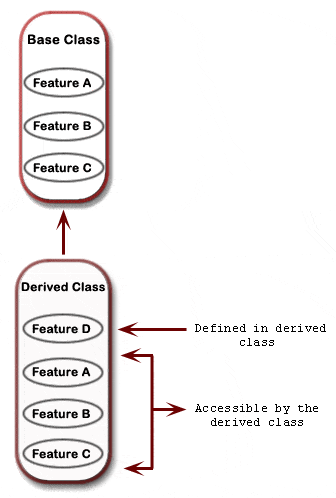 Base Class
Feature A
Feature B
Feature C
Derived Class
Feature D
Feature A
Feature B
Feature C
Defined in derived
class
Accessible by the
derived class